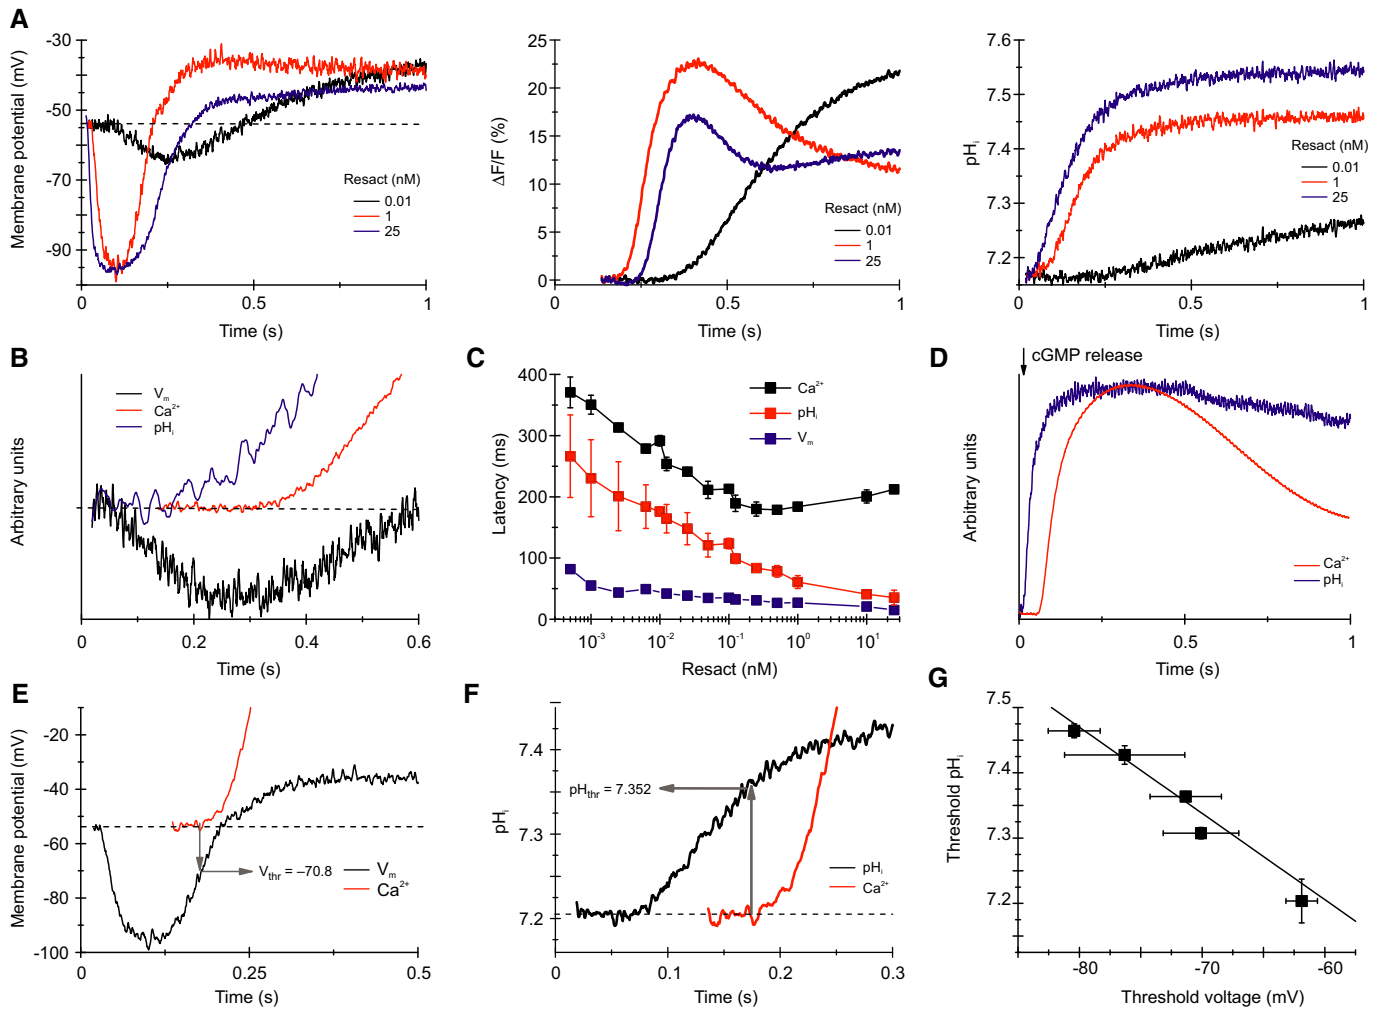 A
Membrane potential (mV)
-30
-50
-70
-90
0
0.5
1
Time (s)
Resact (nM)
0.01
1
25
ΔF/F (%)
25
20
15
10
5
0
0
0.5
1
Time (s)
Resact (nM)
0.01
1
25
pHi
7.6
7.5
7.4
7.3
7.2
0
0.5
1
Time (s)
Resact (nM)
0.01
1
25
B
Arbitrary units
Vm
Ca2+
pHi
0
0.2
0.4
0.6
Time (s)
C
Latency (ms)
400
300
200
100
0
10-3
10-2
10-1
100
101
Resact (nM)
Ca2+
pHi
Vm
D
cGMP release
Arbitrary units
Ca2+
pHi
0
0.5
1
Time (s)
E
Membrane potential (mV)
-20
-40
-60
-80
-100
0
0.25
0.5
Time (s)
Vthr = –70.8
Vm
Ca2+
F
pHi
7.4
7.3
7.2
0
0.1
0.2
0.3
Time (s)
pHthr = 7.352
pHi
Ca2+
G
Threshold pHi
7.5
7.4
7.3
7.2
-80
-70
-60
Threshold voltage (mV)